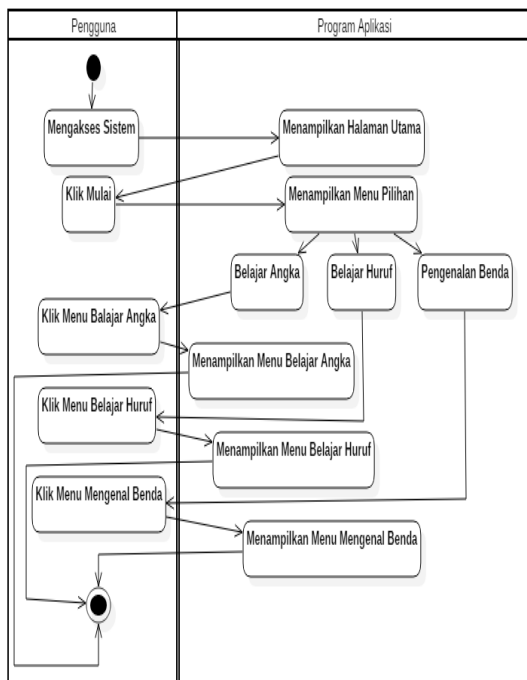 Pengguna
Program Aplikasi
Mengakses Sistem
Menampilkan Halaman Utama
Klik Mulai
Menampilkan Menu Pilihan
Belajar Angka
Belajar Huruf
Pengenalan Benda
Klik Menu Balajar Angka
Menampilkan Menu Belajar Angka
Klik Menu Belajar Huruf
Menampilkan Menu Belajar Huruf
Klik Menu Mengenal Benda
Menampilkan Menu Mengenal Benda